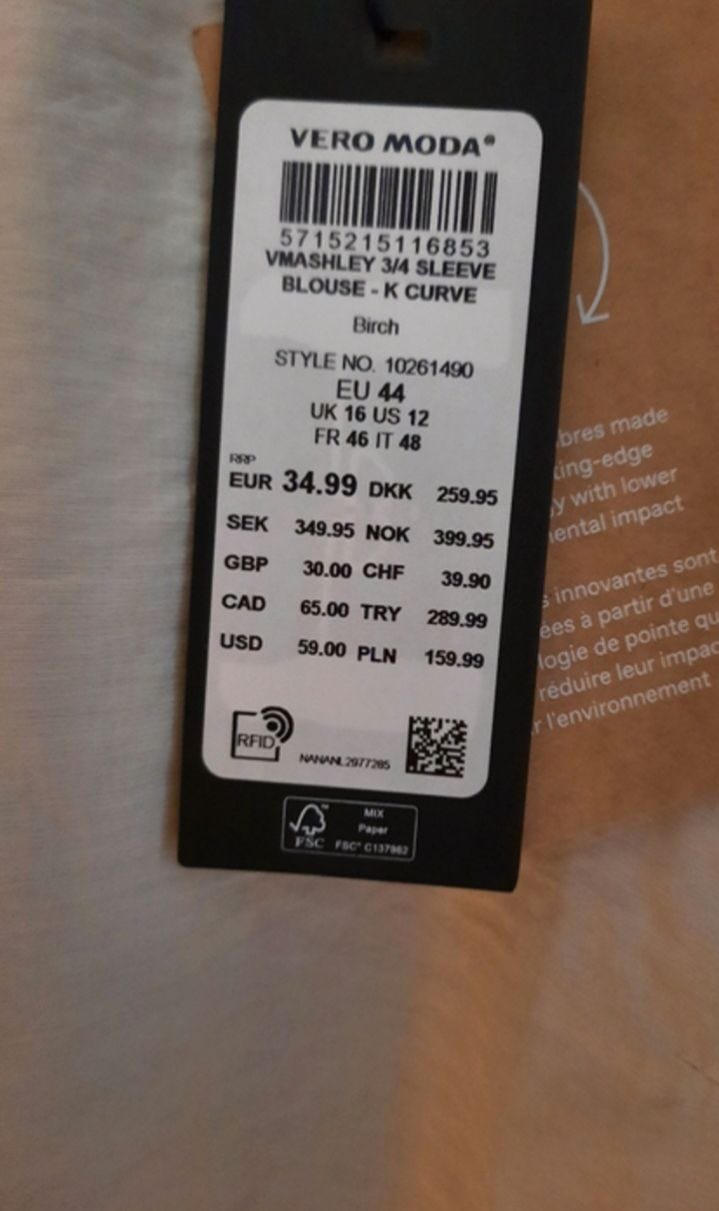 VERO MODA®
5715215116853
VMASHLEY 3/4 SLEEVE
BLOUSE - K CURVE
Birch
STYLE NO. 10261490
EU 44
UK 16 US 12
FR 46 IT 48
RRP
EUR 34.99 DKK 259.95
SEK 349.95 NOK 399.95
GBP 30.00 CHF 39.90
CAD 65.00 TRY 289.99
USD 59.00 PLN 159.99
RFID
NANANL2977285
FSC™
MIX
Paper
FSC® C137862
bres made
ting-edge
y with lower
ental impact
s innovantes sont
ées à partir d'une
logie de pointe qu
réduire leur impac
r l'environnement